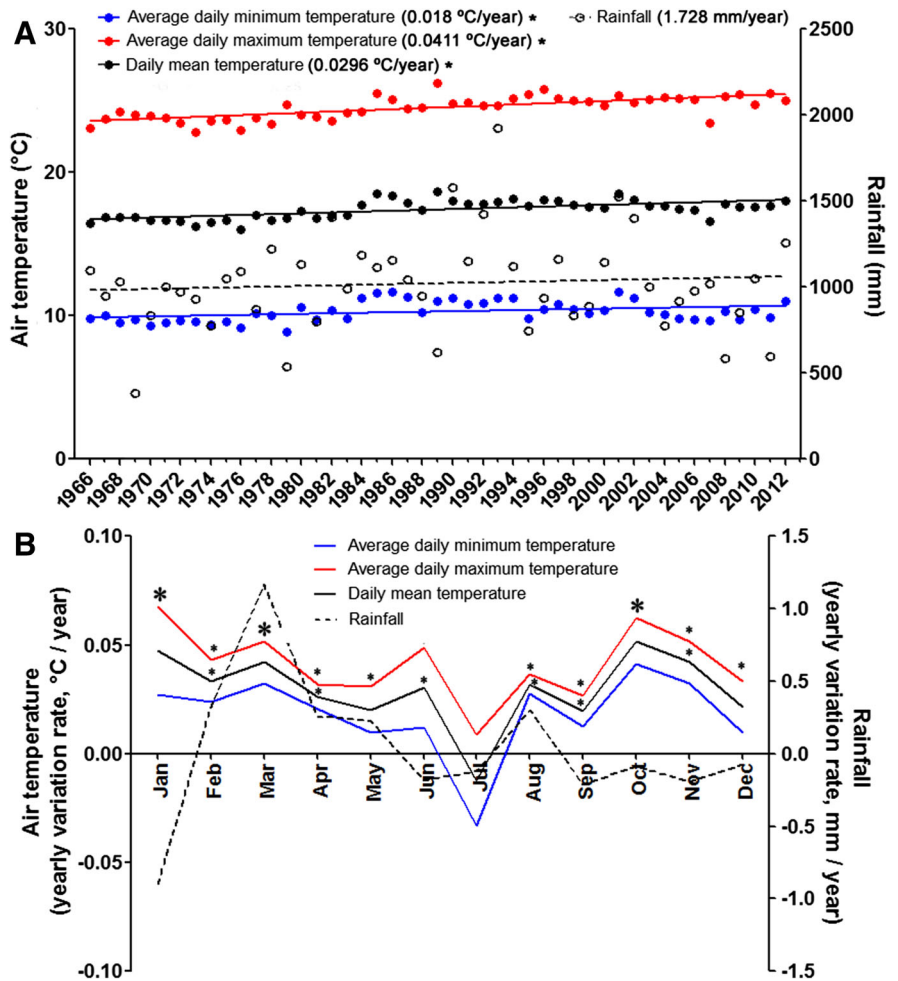 A
Average daily minimum temperature (0.018 ºC/year) *
Rainfall (1.728 mm/year)
Average daily maximum temperature (0.0411 ºC/year) *
Daily mean temperature (0.0296 ºC/year) *
30
20
10
0
Air temperature (°C)
2500
2000
1500
1000
500
0
Rainfall (mm)
1966 1968 1970 1972 1974 1976 1978 1980 1982 1984 1986 1988 1990 1992 1994 1996 1998 2000 2002 2004 2006 2008 2010 2012
B
Average daily minimum temperature
Average daily maximum temperature
Daily mean temperature
Rainfall
0.10
0.05
0.00
-0.05
-0.10
Air temperature
(yearly variation rate, °C / year)
1.5
1.0
0.5
0.0
-0.5
-1.0
-1.5
Rainfall
(yearly variation rate, mm / year)
* * * * * * * * * * * * * * * *
Jan Feb Mar Apr May Jun Jul Aug Sep Oct Nov Dec